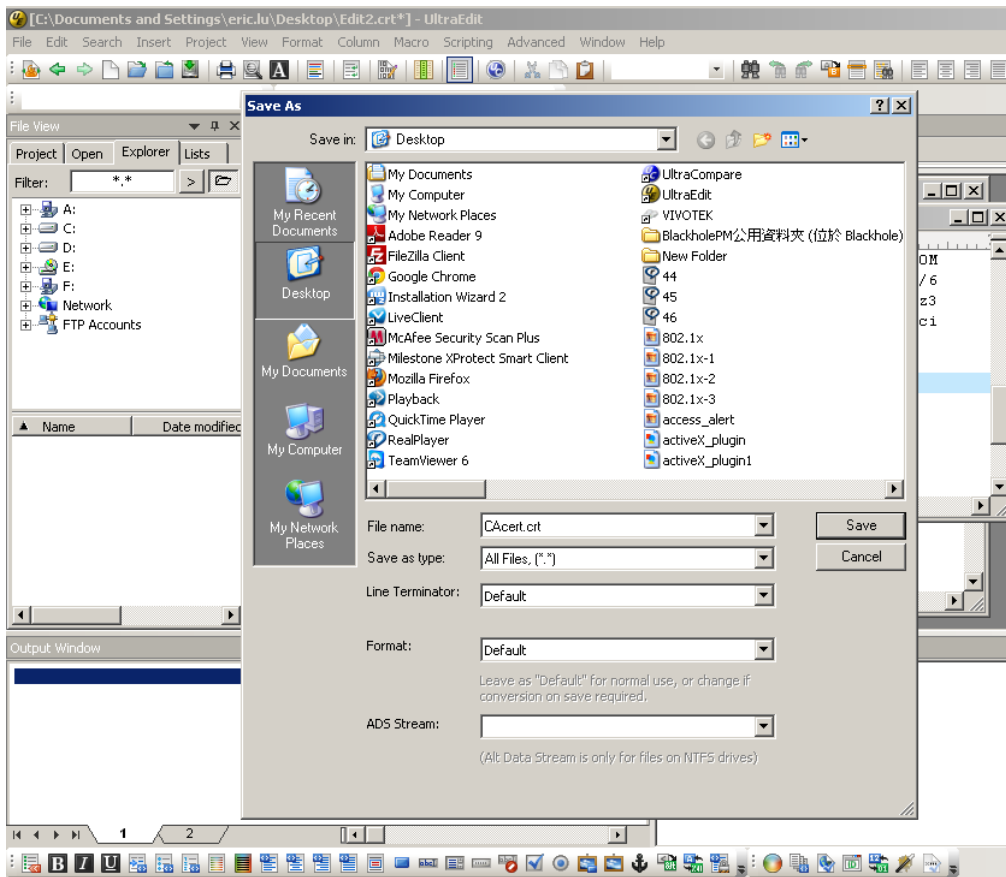 [C:\Documents and Settings\eric.lu\Desktop\Edit2.crt*] - UltraEdit
File Edit Search Insert Project View Format Column Macro Scripting Advanced Window Help
Save As
File View
Save in: Desktop
Project Open Explorer Lists
Filter: *.* >
A:
C:
D:
E:
F:
Network
FTP Accounts
Name Date modified
My Recent Documents
Desktop
My Documents
My Computer
My Network Places
My Documents
My Computer
My Network Places
Adobe Reader 9
FileZilla Client
Google Chrome
Installation Wizard 2
LiveClient
McAfee Security Scan Plus
Milestone XProtect Smart Client
Mozilla Firefox
Playback
QuickTime Player
RealPlayer
TeamViewer 6
UltraCompare
UltraEdit
VIVOTEK
BlackholePM公用資料夾 (位於 Blackhole)
New Folder
44
45
46
802.1x
802.1x-1
802.1x-2
802.1x-3
access_alert
activeX_plugin
activeX_plugin1
OM
/6
z3
ci
File name: CAcert.crt Save
Save as type: All Files, (*.*) Cancel
Line Terminator: Default
Format: Default
Leave as "Default" for normal use, or change if
conversion on save required.
ADS Stream:
(Alt Data Stream is only for files on NTFS drives)
Output Window
1 2
B I U